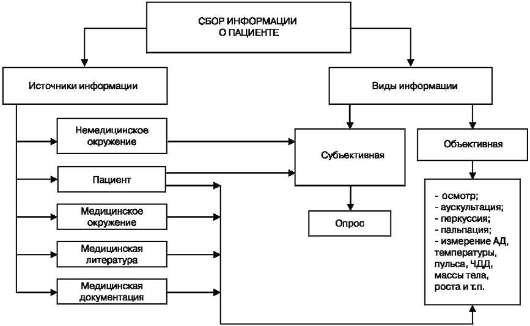 СБОР ИНФОРМАЦИИ
О ПАЦИЕНТЕ
Источники информации
Виды информации
Немедицинское
окружение
Пациент
Медицинское
окружение
Медицинская
литература
Медицинская
документация
Субъективная
Опрос
Объективная
- осмотр;
- аускультация;
- перкуссия;
- пальпация;
- измерение АД,
температуры,
пульса, ЧДД,
массы тела,
роста и т.п.